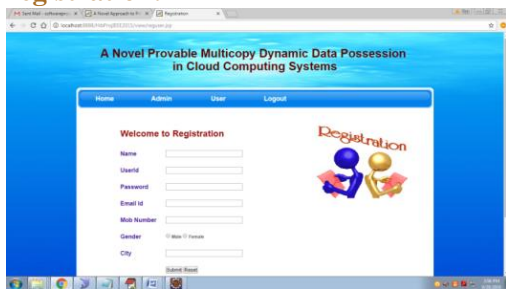 A Novel Provable Multicopy Dynamic Data Possession
in Cloud Computing Systems
Home Admin User Logout
Welcome to Registration
Registration
Name
UserId
Password
Email Id
Mob Number
Gender Male Female
City
Submit Reset